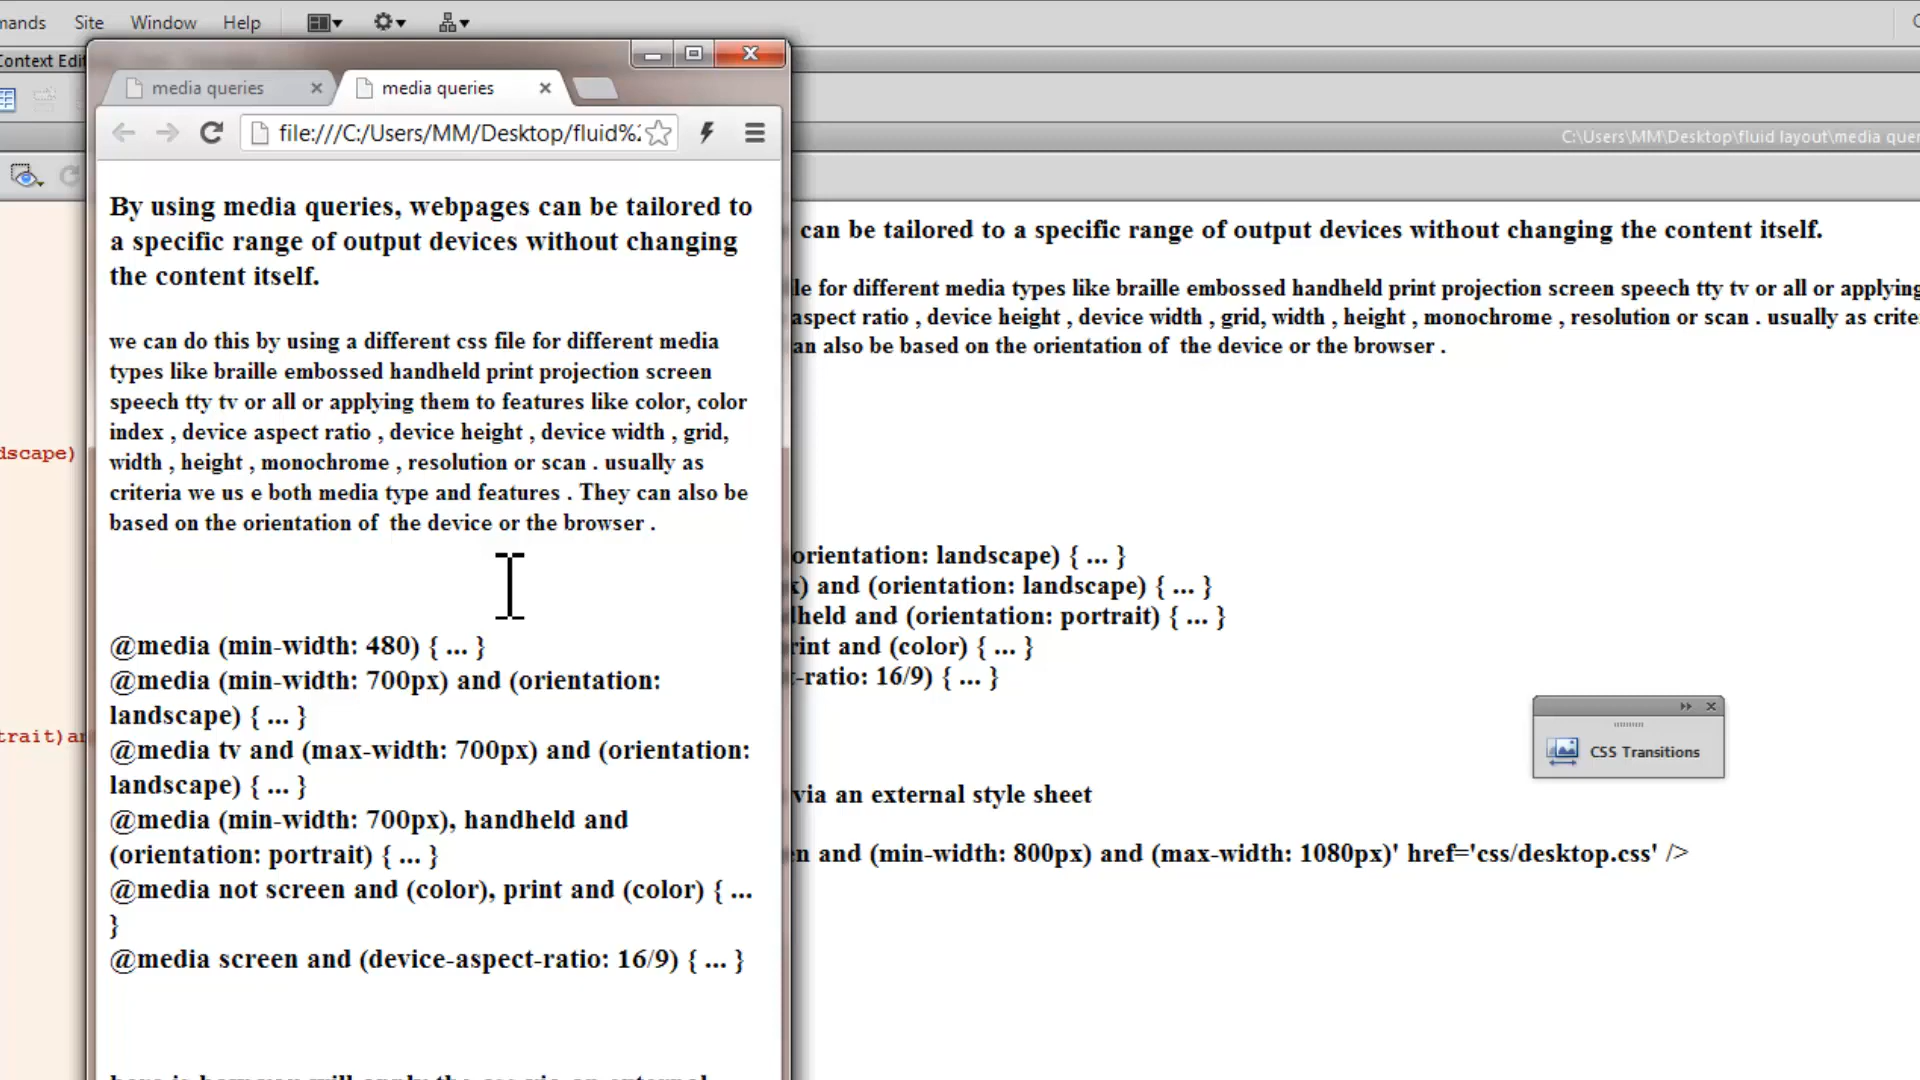 Site Window Help
Context Edi
media queries
media queries
file:///C:/Users/MM/Desktop/fluid%
C:\Users\MM\Desktop\fluid layout\media quer
By using media queries, webpages can be tailored to
a specific range of output devices without changing
the content itself.
we can do this by using a different css file for different media
types like braille embossed handheld print projection screen
speech tty tv or all or applying them to features like color, color
index , device aspect ratio , device height , device width , grid,
width , height , monochrome , resolution or scan . usually as
criteria we us e both media type and features . They can also be
based on the orientation of the device or the browser .
@media (min-width: 480) { ... }
@media (min-width: 700px) and (orientation:
landscape) { ... }
@media tv and (max-width: 700px) and (orientation:
landscape) { ... }
@media (min-width: 700px), handheld and
(orientation: portrait) { ... }
@media not screen and (color), print and (color) { ...
}
@media screen and (device-aspect-ratio: 16/9) { ... }
dscape)
trait)an
can be tailored to a specific range of output devices without changing the content itself.
le for different media types like braille embossed handheld print projection screen speech tty tv or all or applying
aspect ratio , device height , device width , grid, width , height , monochrome , resolution or scan . usually as crite
an also be based on the orientation of the device or the browser .
orientation: landscape) { ... }
x) and (orientation: landscape) { ... }
dheld and (orientation: portrait) { ... }
rint and (color) { ... }
t-ratio: 16/9) { ... }
CSS Transitions
via an external style sheet
en and (min-width: 800px) and (max-width: 1080px)' href='css/desktop.css' />